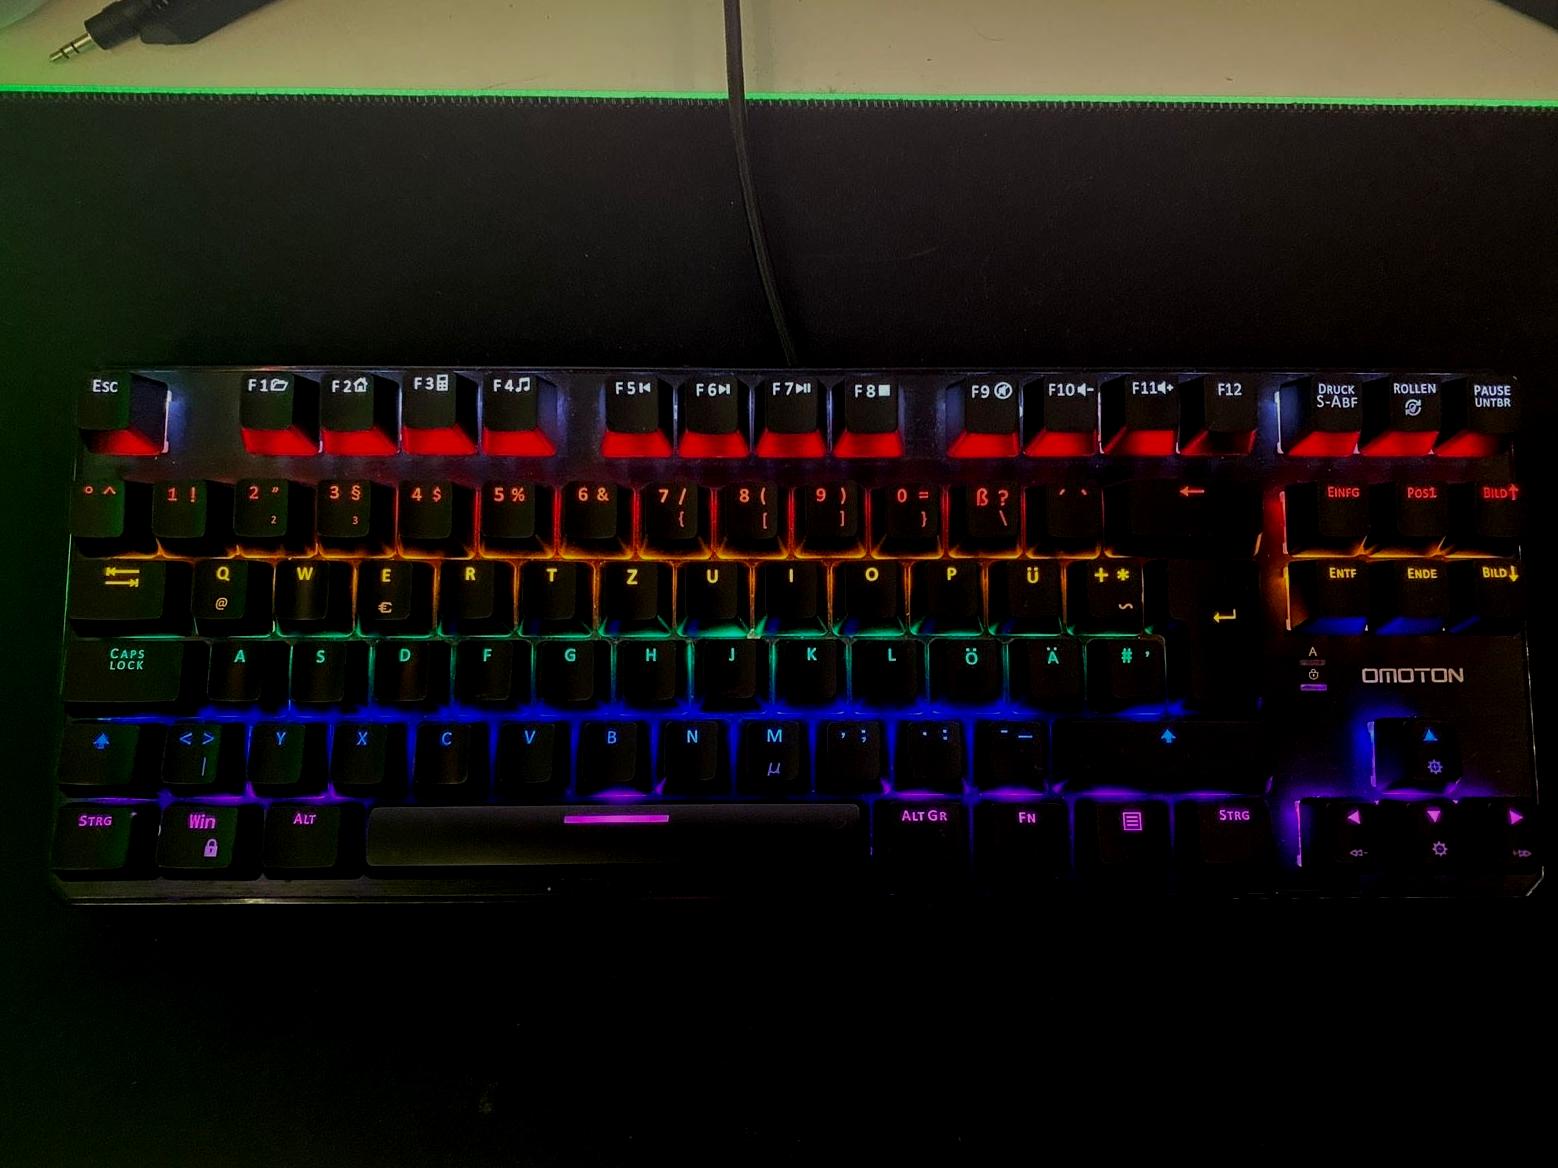 Esc F1 F2 F3 F4 F5 F6 F7 F8 F9 F10 F11 F12 DRUCK S-ABF ROLLEN PAUSE UNTBR
° ^ 1 ! 2 " 2 3 § 3 4 $ 5 % 6 & 7 / { 8 ( [ 9 ) ] 0 = } ß ? \ ´ ` ← EINFG POS1 BILD↑
Q @ W E € R T Z U I O P Ü + * ~ ENTF ENDE BILD↓
CAPS LOCK A S D F G H J K L Ö Ä # ' A OMOTON
< > | Y X C V B N M µ , ; . : - _
STRG Win ALT ALT GR FN STRG